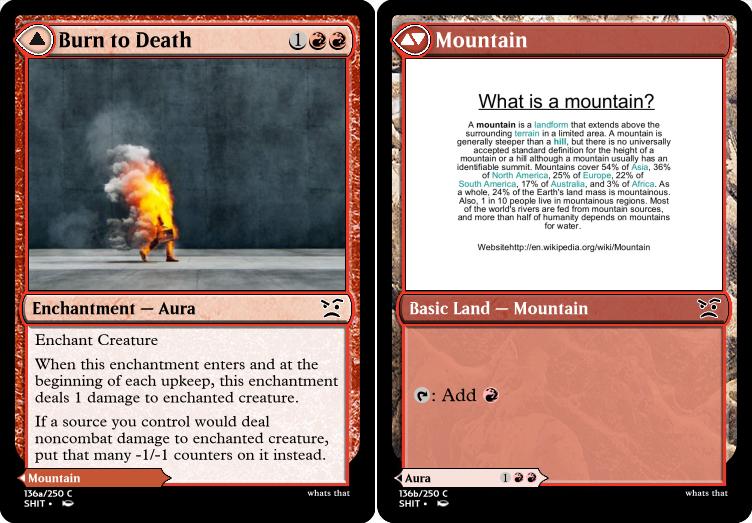 Burn to Death 1
Enchantment — Aura
Enchant Creature
When this enchantment enters and at the
beginning of each upkeep, this enchantment
deals 1 damage to enchanted creature.
If a source you control would deal
noncombat damage to enchanted creature,
put that many -1/-1 counters on it instead.
Mountain
136a/250 C
SHIT •
whats that
Mountain
What is a mountain?
A mountain is a landform that extends above the
surrounding terrain in a limited area. A mountain is
generally steeper than a hill, but there is no universally
accepted standard definition for the height of a
mountain or a hill although a mountain usually has an
identifiable summit. Mountains cover 54% of Asia, 36%
of North America, 25% of Europe, 22% of
South America, 17% of Australia, and 3% of Africa. As
a whole, 24% of the Earth's land mass is mountainous.
Also, 1 in 10 people live in mountainous regions. Most
of the world's rivers are fed from mountain sources,
and more than half of humanity depends on mountains
for water.
Websitehttp://en.wikipedia.org/wiki/Mountain
Basic Land — Mountain
: Add
Aura 1
136b/250 C
SHIT •
whats that